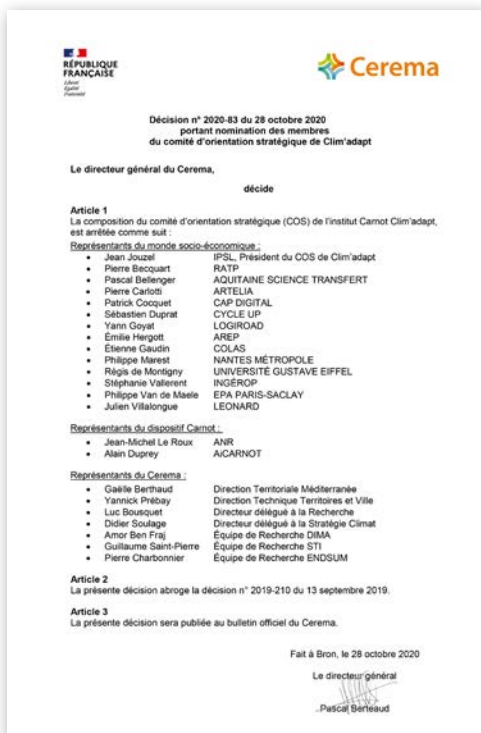 RÉPUBLIQUE
FRANÇAISE
Liberté
Égalité
Fraternité
Cerema
Décision n° 2020-83 du 28 octobre 2020
portant nomination des membres
du comité d'orientation stratégique de Clim'adapt
Le directeur général du Cerema,
décide
Article 1
La composition du comité d'orientation stratégique (COS) de l'institut Carnot Clim'adapt,
est arrêtée comme suit :
Représentants du monde socio-économique :
• Jean Jouzel IPSL, Président du COS de Clim'adapt
• Pierre Becquart RATP
• Pascal Bellenger AQUITAINE SCIENCE TRANSFERT
• Pierre Carlotti ARTELIA
• Patrick Cocquet CAP DIGITAL
• Sébastien Duprat CYCLE UP
• Yann Goyat LOGIROAD
• Émilie Hergott AREP
• Étienne Gaudin COLAS
• Philippe Marest NANTES MÉTROPOLE
• Régis de Montigny UNIVERSITÉ GUSTAVE EIFFEL
• Stéphanie Vallerent INGÉROP
• Philippe Van de Maele EPA PARIS-SACLAY
• Julien Villalongue LEONARD
Représentants du dispositif Carnot :
• Jean-Michel Le Roux ANR
• Alain Duprey AiCARNOT
Représentants du Cerema :
• Gaëlle Berthaud Direction Territoriale Méditerranée
• Yannick Prébay Direction Technique Territoires et Ville
• Luc Bousquet Directeur délégué à la Recherche
• Didier Soulage Directeur délégué à la Stratégie Climat
• Amor Ben Fraj Équipe de Recherche DIMA
• Guillaume Saint-Pierre Équipe de Recherche STI
• Pierre Charbonnier Équipe de Recherche ENDSUM
Article 2
La présente décision abroge la décision n° 2019-210 du 13 septembre 2019.
Article 3
La présente décision sera publiée au bulletin officiel du Cerema.
Fait à Bron, le 28 octobre 2020
Le directeur général
Pascal Berteaud